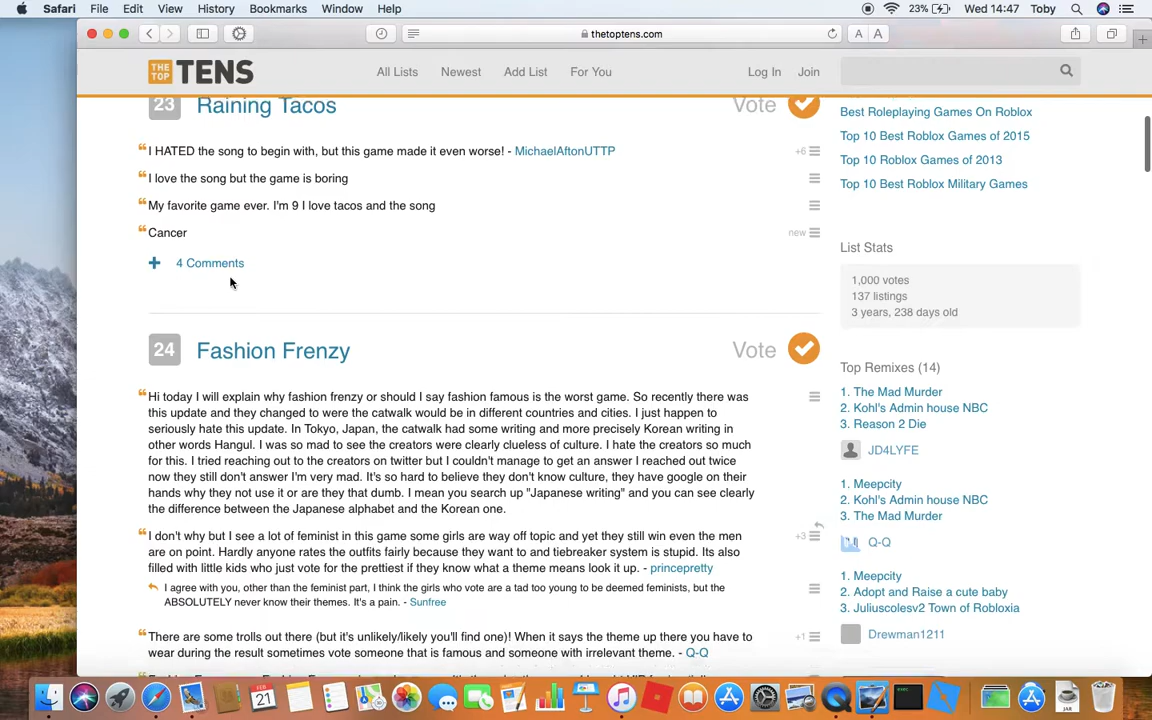 Safari File Edit View History Bookmarks Window Help 23% Wed 14:47 Toby
thetoptens.com A A
THE TOP TENS All Lists Newest Add List For You Log In Join
23 Raining Tacos Vote
I HATED the song to begin with, but this game made it even worse! - MichaelAftonUTTP +6
I love the song but the game is boring
My favorite game ever. I'm 9 I love tacos and the song
Cancer new
4 Comments
24 Fashion Frenzy Vote
Hi today I will explain why fashion frenzy or should I say fashion famous is the worst game. So recently there was
this update and they changed to were the catwalk would be in different countries and cities. I just happen to
seriously hate this update. In Tokyo, Japan, the catwalk had some writing and more precisely Korean writing in
other words Hangul. I was so mad to see the creators were clearly clueless of culture. I hate the creators so much
for this. I tried reaching out to the creators on twitter but I couldn't manage to get an answer I reached out twice
now they still don't answer I'm very mad. It's so hard to believe they don't know culture, they have google on their
hands why they not use it or are they that dumb. I mean you search up "Japanese writing" and you can see clearly
the difference between the Japanese alphabet and the Korean one.
I don't why but I see a lot of feminist in this game some girls are way off topic and yet they still win even the men +3
are on point. Hardly anyone rates the outfits fairly because they want to and tiebreaker system is stupid. Its also
filled with little kids who just vote for the prettiest if they know what a theme means look it up. - princepretty
I agree with you, other than the feminist part, I think the girls who vote are a tad too young to be deemed feminists, but the
ABSOLUTELY never know their themes. It's a pain. - Sunfree
There are some trolls out there (but it's unlikely/likely you'll find one)! When it says the theme up there you have to +1
wear during the result sometimes vote someone that is famous and someone with irrelevant theme. - Q-Q
Best Roleplaying Games On Roblox
Top 10 Best Roblox Games of 2015
Top 10 Roblox Games of 2013
Top 10 Best Roblox Military Games
List Stats
1,000 votes
137 listings
3 years, 238 days old
Top Remixes (14)
1. The Mad Murder
2. Kohl's Admin house NBC
3. Reason 2 Die
JD4LYFE
1. Meepcity
2. Kohl's Admin house NBC
3. The Mad Murder
Q-Q
1. Meepcity
2. Adopt and Raise a cute baby
3. Juliuscolesv2 Town of Robloxia
Drewman1211
FEB
21